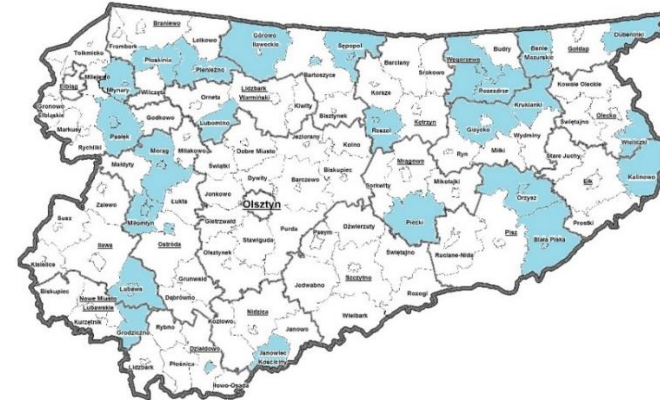 Braniewo
Frombork
Lelkowo
Górowo
Iławeckie
Sępopol
Tolkmicko
Płoskinia
Pieniężno
Bartoszyce
Barciany
Srokowo
Węgorzewo
Budry
Banie
Mazurskie
Gołdap
Dubeninki
Elbląg
Milejewo
Młynary
Wilczęta
Orneta
Lidzbark
Warmiński
Kiwity
Bisztynek
Korsze
Kętrzyn
Pozezdrze
Kruklanki
Kowale Oleckie
Gronowo
Elbląskie
Markusy
Pasłęk
Godkowo
Lubomino
Reszel
Giżycko
Wydminy
Świętajno
Olecko
Wieliczki
Rychliki
Małdyty
Morąg
Miłakowo
Świątki
Dobre Miasto
Jeziorany
Kolno
Biskupiec
Mrągowo
Ryn
Miłki
Stare Juchy
Ełk
Kalinowo
Zalewo
Łukta
Jonkowo
Dywity
Barczewo
Sorkwity
Mikołajki
Orzysz
Susz
Miłomłyn
Olsztyn
Gietrzwałd
Purda
Dźwierzuty
Piecki
Prostki
Iława
Ostróda
Stawiguda
Olsztynek
Pasym
Świętajno
Ruciane-Nida
Pisz
Biała Piska
Kisielice
Biskupiec
Lubawa
Grunwald
Jedwabno
Szczytno
Rozogi
Nowe Miasto
Lubawskie
Dąbrówno
Kurzętnik
Grodziczno
Rybno
Kozłowo
Nidzica
Janowo
Wielbark
Lidzbark
Płośnica
Działdowo
Janowiec
Kościelny
Iłowo-Osada